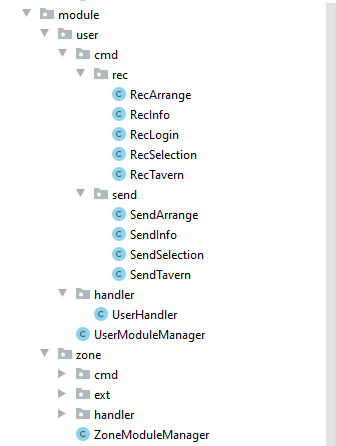 module
user
cmd
rec
C RecArrange
C RecInfo
C RecLogin
C RecSelection
C RecTavern
send
C SendArrange
C SendInfo
C SendSelection
C SendTavern
handler
C UserHandler
C UserModuleManager
zone
cmd
ext
handler
C ZoneModuleManager